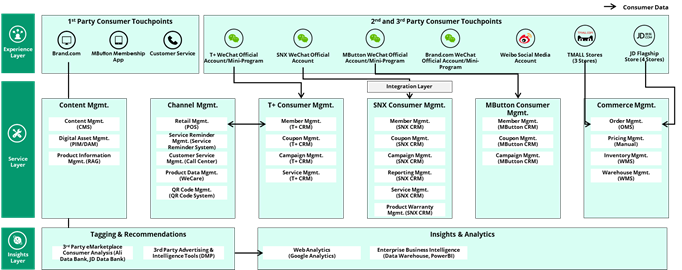 Consumer Data
1st Party Consumer Touchpoints
2nd and 3rd Party Consumer Touchpoints
Experience
Layer
Brand.com
MButton Membership
App
Customer Service
T+ WeChat Official
Account/Mini-Program
SNX WeChat Official
Account
MButton WeChat Official
Account/Mini-Program
Brand.com WeChat
Official Account/Mini-
Program
Weibo Social Media
Account
TMALL Stores
(3 Stores)
JD Flagship
Store (4 Stores)
Integration Layer
Service
Layer
Content Mgmt.
Content Mgmt.
(CMS)
Digital Asset Mgmt.
(PIM/DAM)
Product Information
Mgmt. (RAG)
Channel Mgmt.
Retail Mgmt.
(POS)
Service Reminder
Mgmt. (Service
Reminder System)
Customer Service
Mgmt. (Call Center)
Product Data Mgmt.
(WeCare)
QR Code Mgmt.
(QR Code System)
T+ Consumer Mgmt.
Member Mgmt.
(T+ CRM)
Coupon Mgmt.
(T+ CRM)
Campaign Mgmt.
(T+ CRM)
Service Mgmt.
(T+ CRM)
SNX Consumer Mgmt.
Member Mgmt.
(SNX CRM)
Coupon Mgmt.
(SNX CRM)
Campaign Mgmt.
(SNX CRM)
Reporting Mgmt.
(SNX CRM)
Service Mgmt.
(SNX CRM)
Product Warranty
Mgmt. (SNX CRM)
MButton Consumer
Mgmt.
Member Mgmt.
(MButton CRM)
Coupon Mgmt.
(MButton CRM)
Campaign Mgmt.
(MButton CRM)
Commerce Mgmt.
Order Mgmt.
(OMS)
Pricing Mgmt.
(Manual)
Inventory Mgmt.
(WMS)
Warehouse Mgmt.
(WMS)
Insights
Layer
Tagging & Recommendations
3rd Party eMarketplace
Consumer Analysis (Ali
Data Bank, JD Data Bank)
3rd Party Advertising &
Intelligence Tools (DMP)
Insights & Analytics
Web Analytics
(Google Analytics)
Enterprise Business Intelligence
(Data Warehouse, PowerBI)